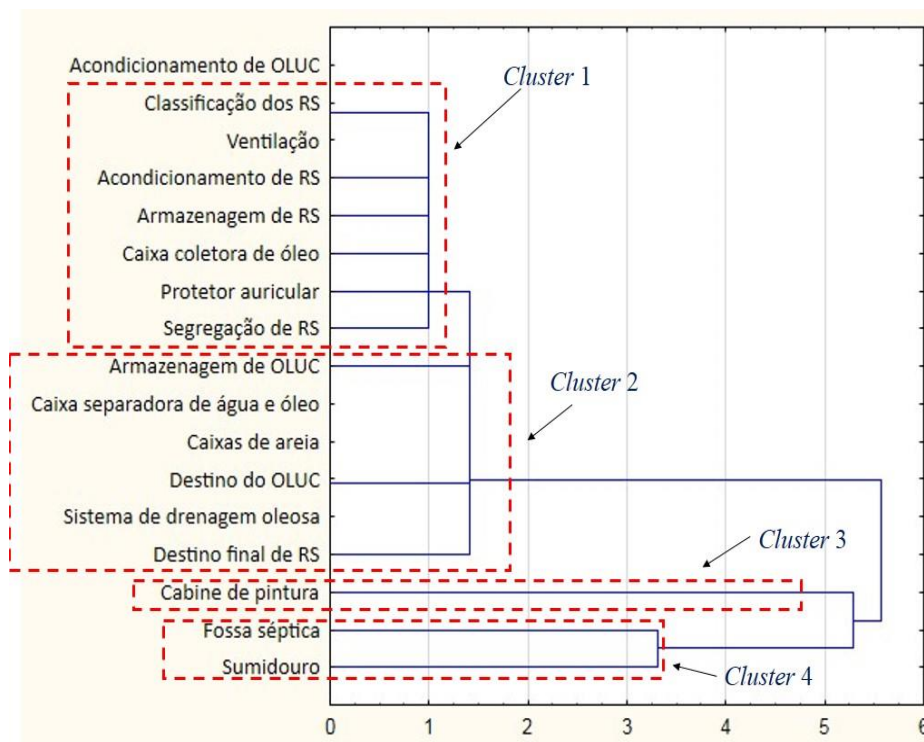 Acondicionamento de OLUC
Cluster 1
Classificação dos RS
Ventilação
Acondicionamento de RS
Armazenagem de RS
Caixa coletora de óleo
Protetor auricular
Segregação de RS
Armazenagem de OLUC
Cluster 2
Caixa separadora de água e óleo
Caixas de areia
Destino do OLUC
Sistema de drenagem oleosa
Destino final de RS
Cluster 3
Cabine de pintura
Fossa séptica
Sumidouro
Cluster 4
0 1 2 3 4 5 6